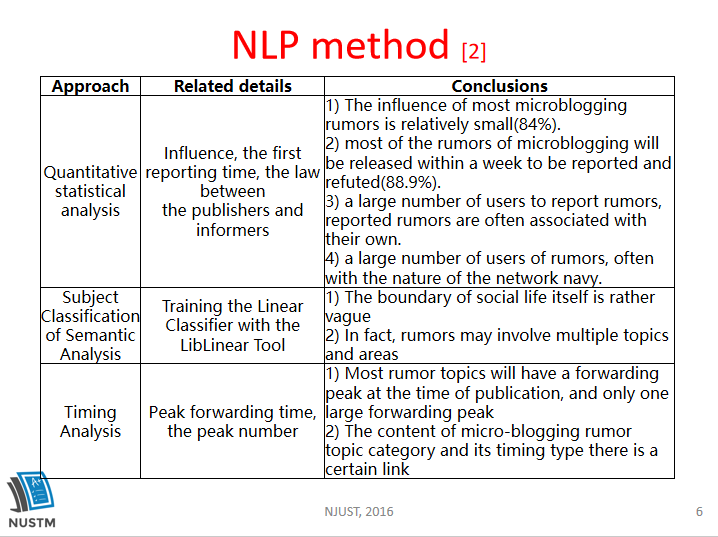 NLP method [2]
Approach
Related details
Conclusions
Quantitative
statistical
analysis
Influence, the first
reporting time, the law
between
the publishers and
informers
1) The influence of most microblogging
rumors is relatively small(84%).
2) most of the rumors of microblogging will
be released within a week to be reported and
refuted(88.9%).
3) a large number of users to report rumors,
reported rumors are often associated with
their own.
4) a large number of users of rumors, often
with the nature of the network navy.
Subject
Classification
of Semantic
Analysis
Training the Linear
Classifier with the
LibLinear Tool
1) The boundary of social life itself is rather
vague
2) In fact, rumors may involve multiple topics
and areas
Timing
Analysis
Peak forwarding time,
the peak number
1) Most rumor topics will have a forwarding
peak at the time of publication, and only one
large forwarding peak
2) The content of micro-blogging rumor
topic category and its timing type there is a
certain link
NUSTM
NJUST, 2016
6